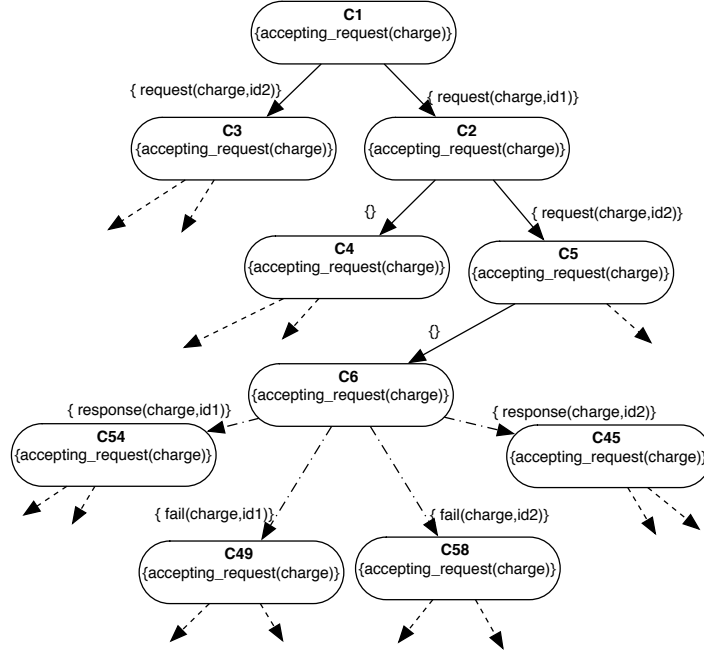 C1
{accepting_request(charge)}
{ request(charge,id2)}
{ request(charge,id1)}
C3
{accepting_request(charge)}
C2
{accepting_request(charge)}
{}
{ request(charge,id2)}
C4
{accepting_request(charge)}
C5
{accepting_request(charge)}
{}
C6
{accepting_request(charge)}
{ response(charge,id1)}
{ response(charge,id2)}
C54
{accepting_request(charge)}
C45
{accepting_request(charge)}
{ fail(charge,id1)}
{ fail(charge,id2)}
C49
{accepting_request(charge)}
C58
{accepting_request(charge)}